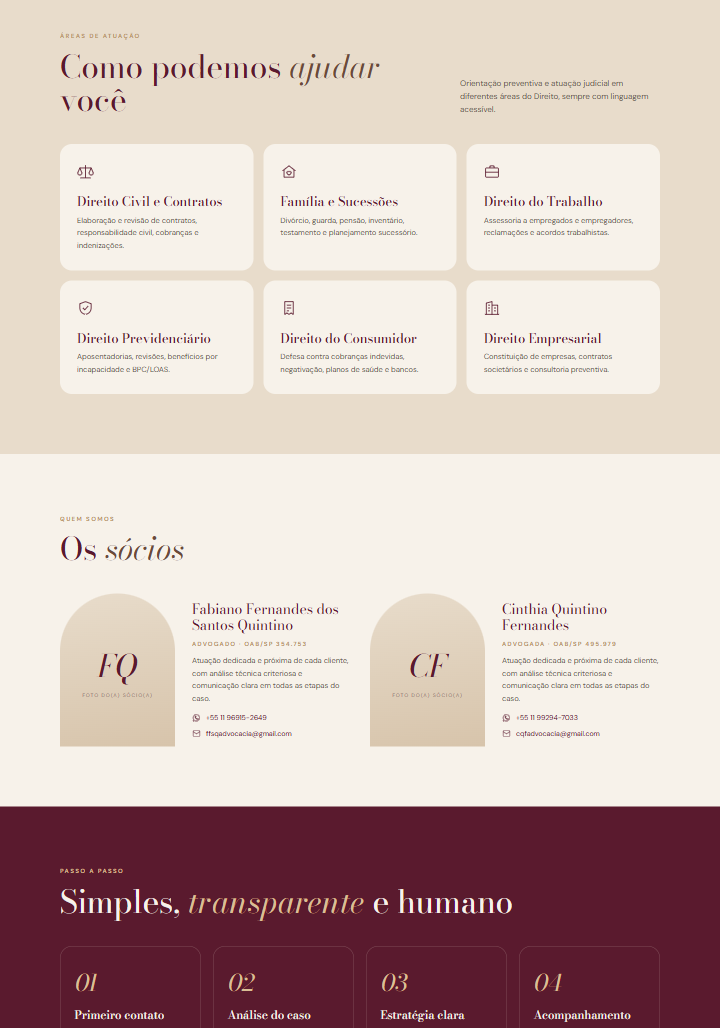 ÁREAS DE ATUAÇÃO
Como podemos ajudar
você
Orientação preventiva e atuação judicial em
diferentes áreas do Direito, sempre com linguagem
acessível.
Direito Civil e Contratos
Elaboração e revisão de contratos,
responsabilidade civil, cobranças e
indenizações.
Família e Sucessões
Divórcio, guarda, pensão, inventário,
testamento e planejamento sucessório.
Direito do Trabalho
Assessoria a empregados e empregadores,
reclamações e acordos trabalhistas.
Direito Previdenciário
Aposentadorias, revisões, benefícios por
incapacidade e BPC/LOAS.
Direito do Consumidor
Defesa contra cobranças indevidas,
negativação, planos de saúde e bancos.
Direito Empresarial
Constituição de empresas, contratos
societários e consultoria preventiva.
QUEM SOMOS
Os sócios
FQ
FOTO DO(A) SÓCIO(A)
Fabiano Fernandes dos
Santos Quintino
ADVOGADO · OAB/SP 354.753
Atuação dedicada e próxima de cada cliente,
com análise técnica criteriosa e
comunicação clara em todas as etapas do
caso.
+55 11 96915-2649
ffsqadvocacia@gmail.com
CF
FOTO DO(A) SÓCIO(A)
Cinthia Quintino
Fernandes
ADVOGADA · OAB/SP 495.979
Atuação dedicada e próxima de cada cliente,
com análise técnica criteriosa e
comunicação clara em todas as etapas do
caso.
+55 11 99294-7033
cqfadvocacia@gmail.com
PASSO A PASSO
Simples, transparente e humano
01
Primeiro contato
02
Análise do caso
03
Estratégia clara
04
Acompanhamento